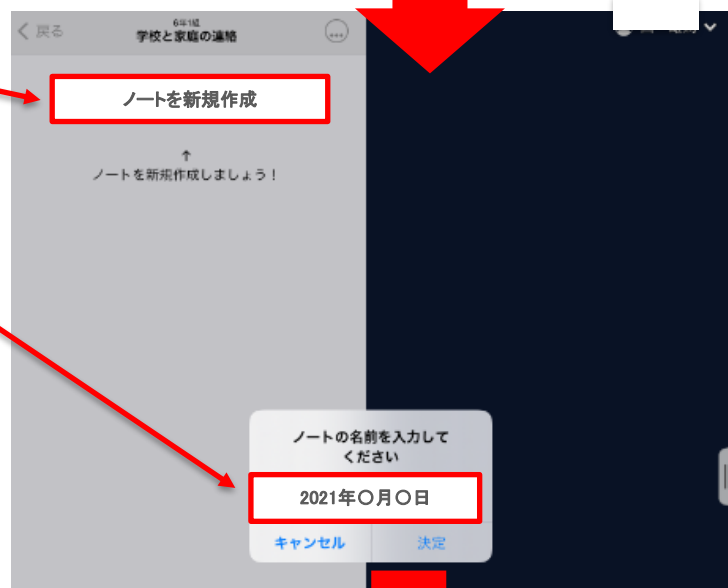 戻る
6年1組
学校と家庭の連絡
ノートを新規作成
↑
ノートを新規作成しましょう！
ノートの名前を入力して
ください
2021年〇月〇日
キャンセル
決定